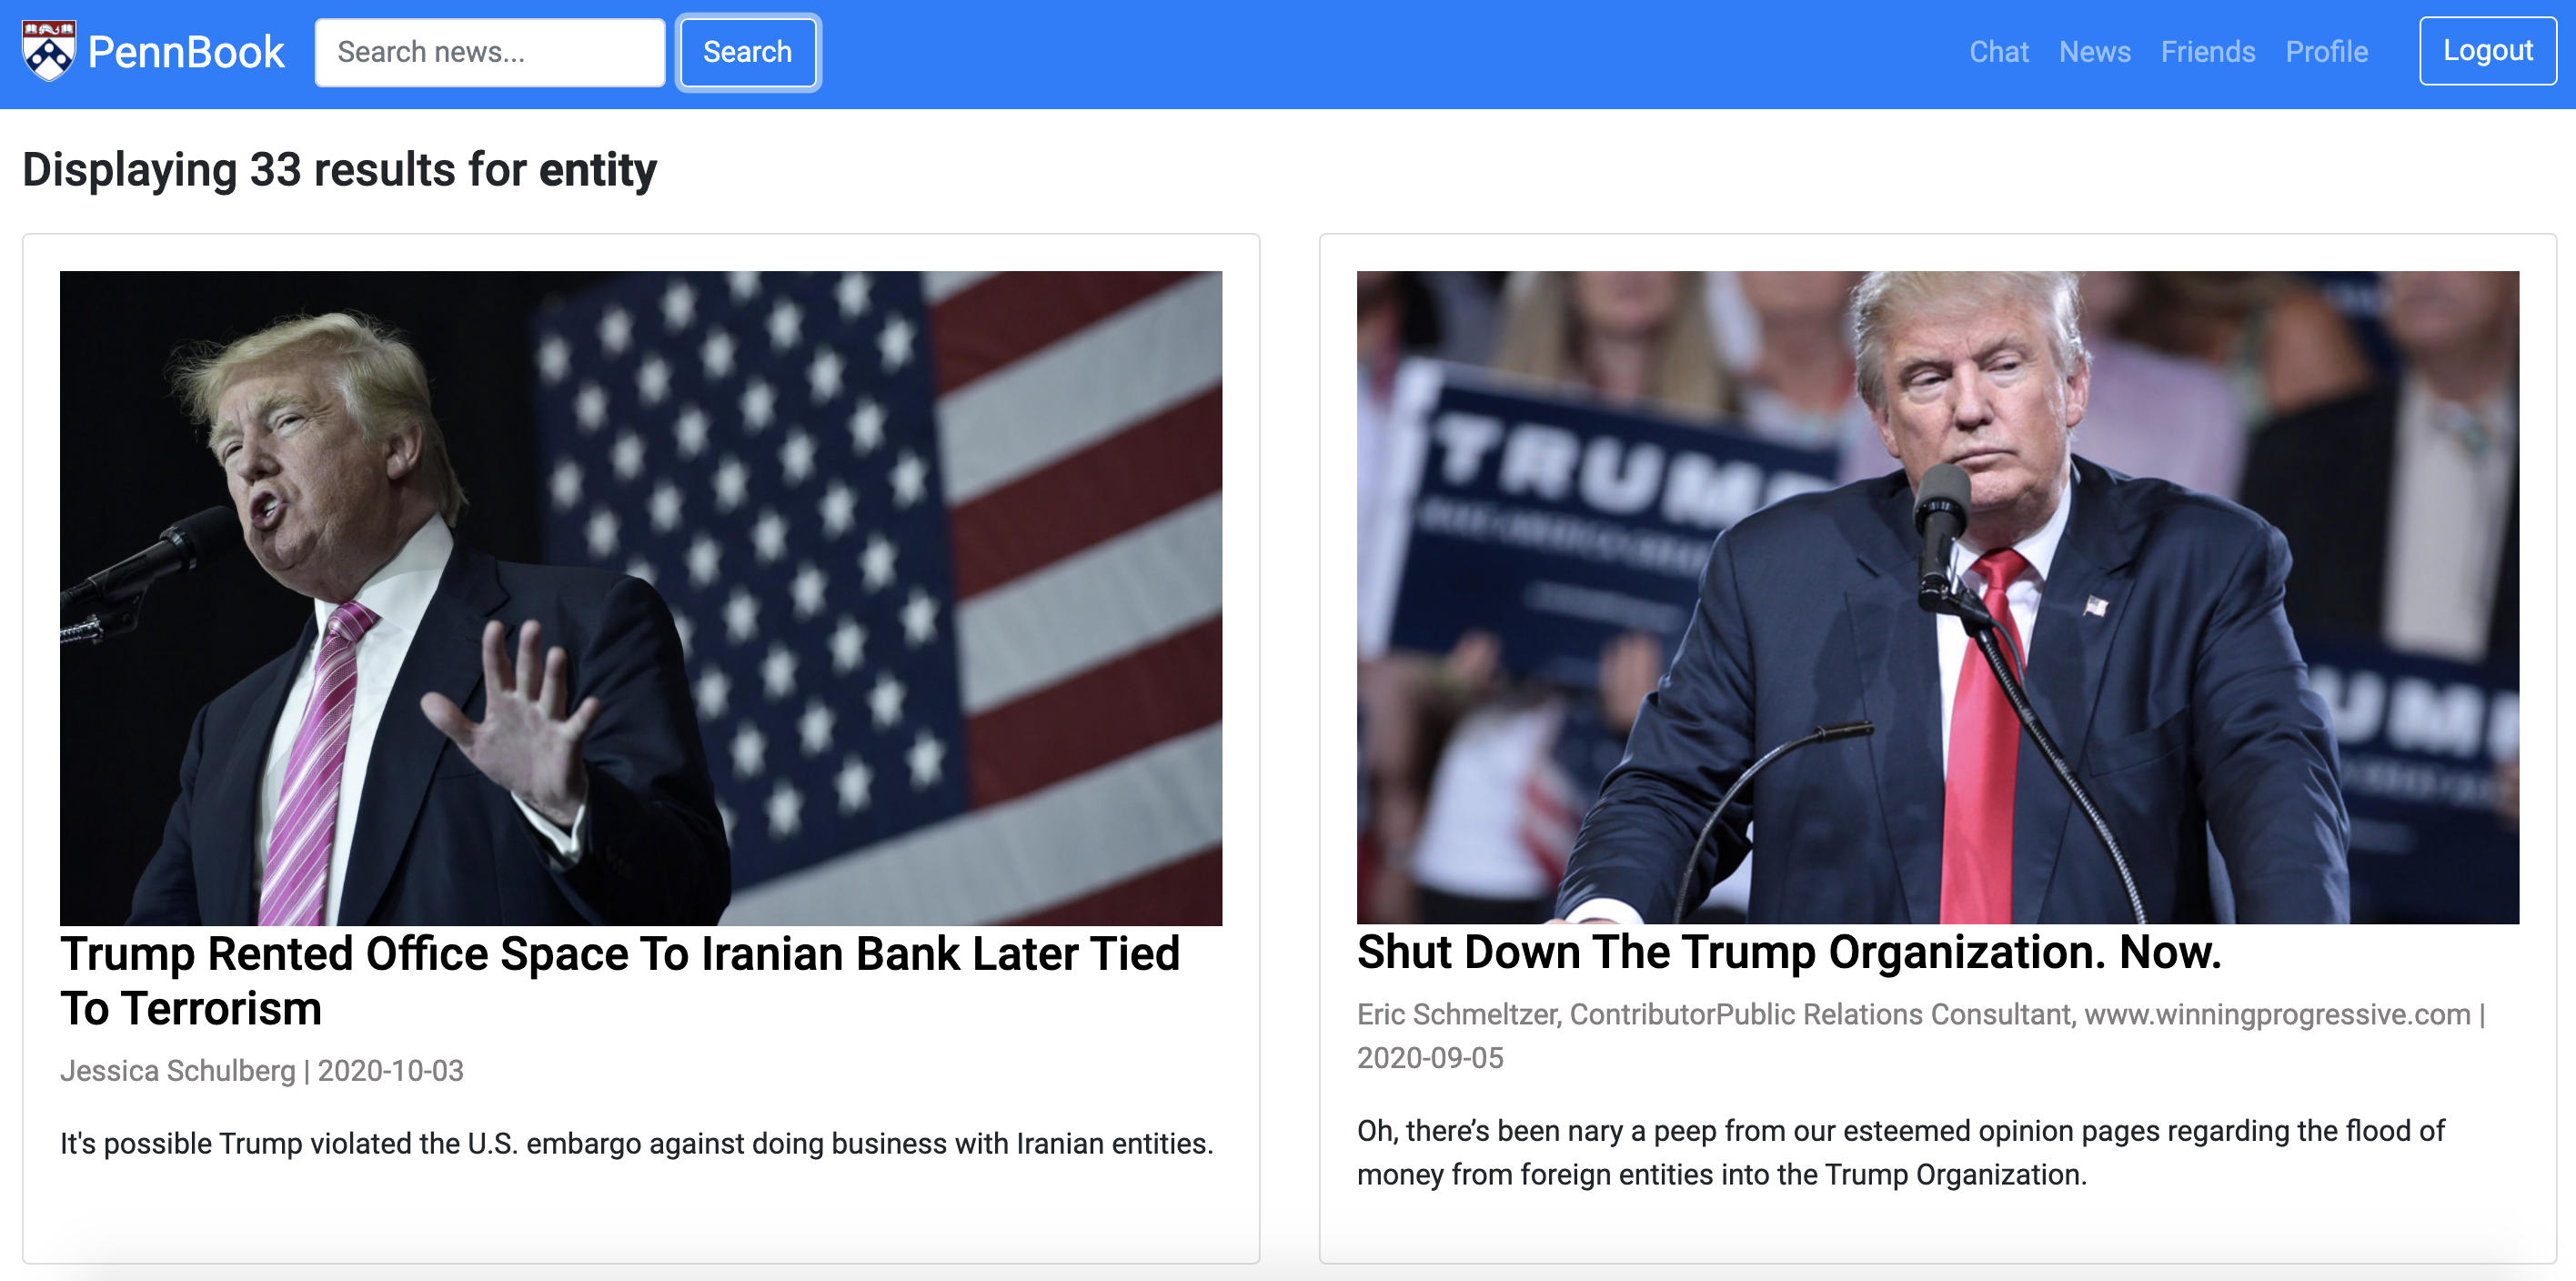 PennBook
Search news...
Search
Chat
News
Friends
Profile
Logout
Displaying 33 results for entity
TRUMP
UMP
Trump Rented Office Space To Iranian Bank Later Tied
To Terrorism
Jessica Schulberg | 2020-10-03
It's possible Trump violated the U.S. embargo against doing business with Iranian entities.
Shut Down The Trump Organization. Now.
Eric Schmeltzer, ContributorPublic Relations Consultant, www.winningprogressive.com |
2020-09-05
Oh, there’s been nary a peep from our esteemed opinion pages regarding the flood of
money from foreign entities into the Trump Organization.